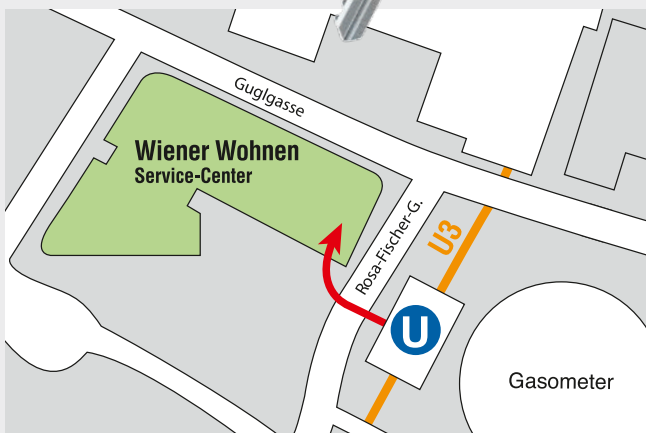 Guglgasse
Wiener Wohnen
Service-Center
Rosa-Fischer-G.
U3
U
Gasometer